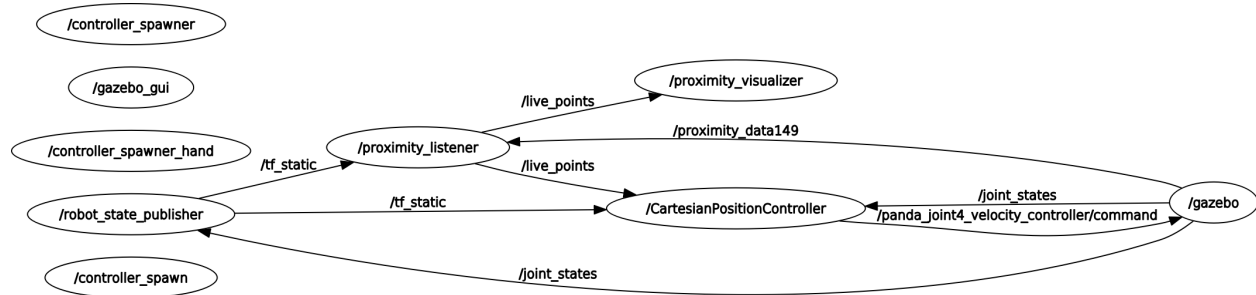 /controller_spawner
/gazebo_gui
/proximity_visualizer
/live_points
/proximity_data149
/controller_spawner_hand
/proximity_listener
/tf_static
/live_points
/joint_states
/robot_state_publisher
/tf_static
/CartesianPositionController
/gazebo
/panda_joint4_velocity_controller/command
/controller_spawn
/joint_states